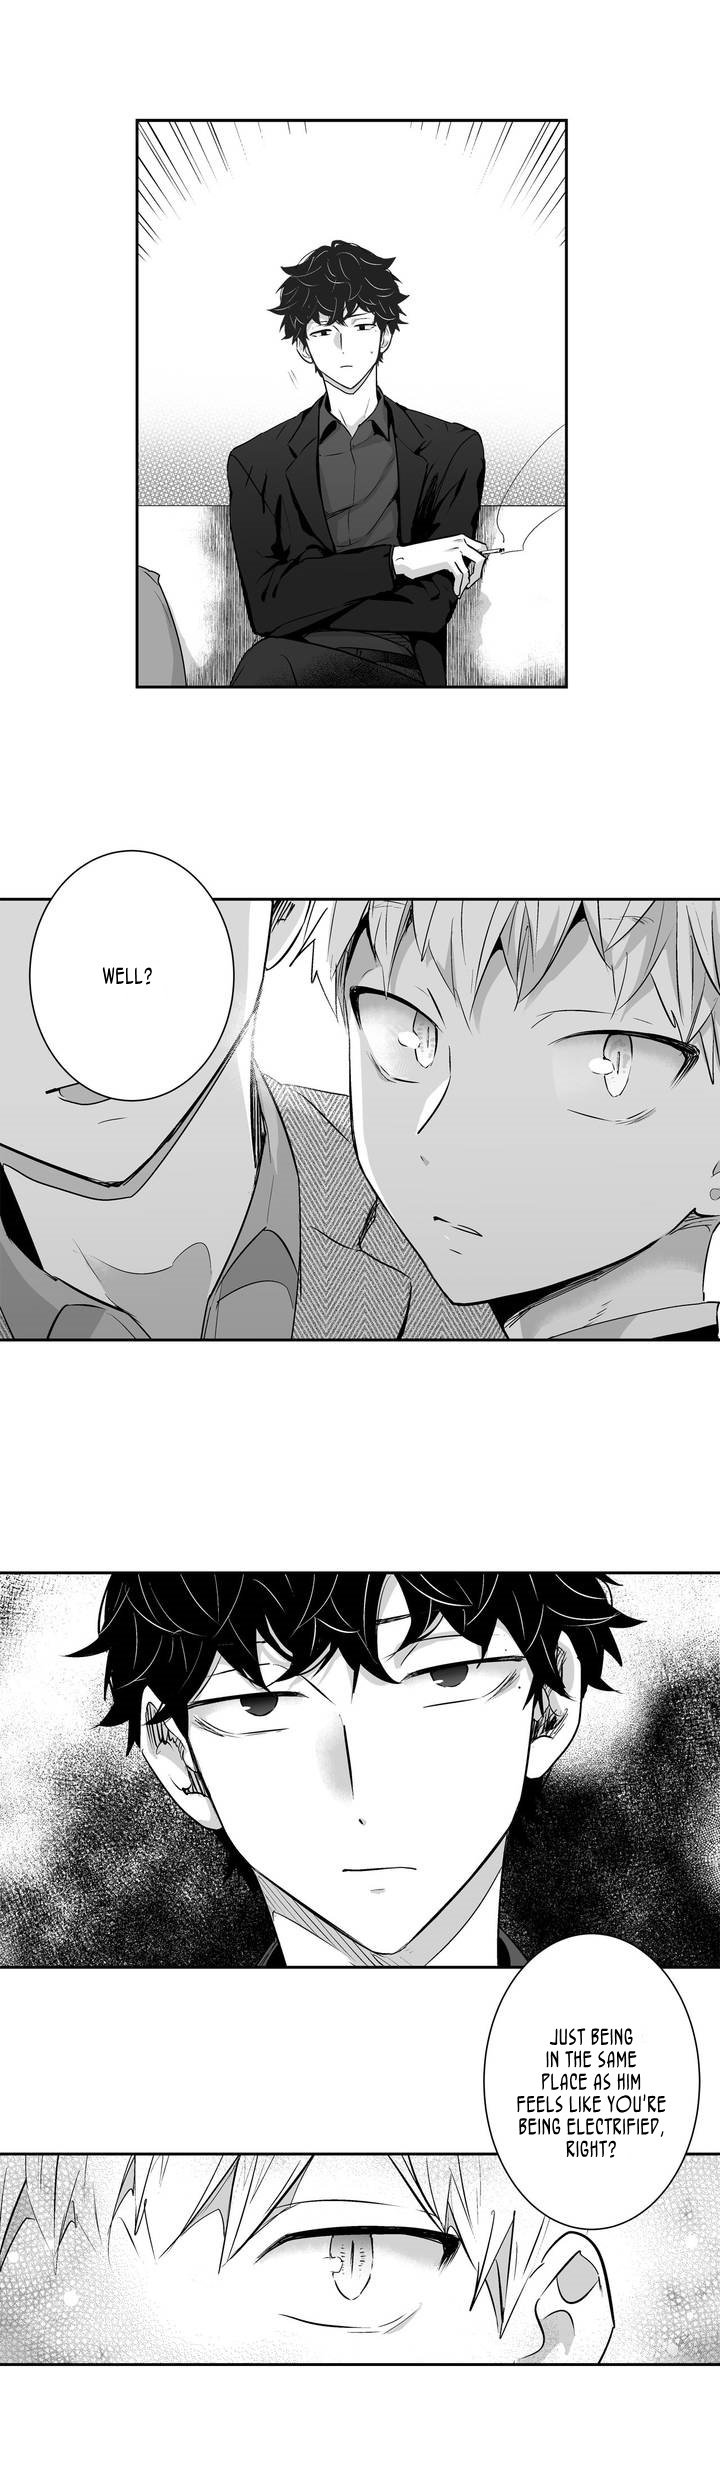 WELL?
JUST BEING
IN THE SAME
PLACE AS HIM
FEELS LIKE YOU'RE
BEING ELECTRIFIED,
RIGHT?